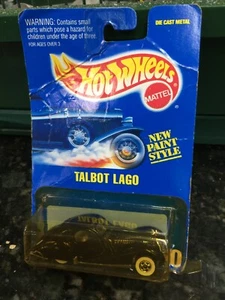 WARNING: Contains small
parts which pose a hazard for
children under the age of three.
FOR AGES OVER 3
DIE CAST METAL
Hot Wheels
MATTEL
NEW
PAINT
STYLE
TALBOT LAGO